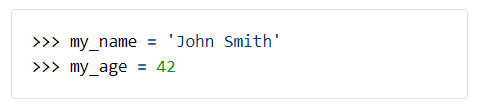 >>> my_name = 'John Smith'
>>> my_age = 42